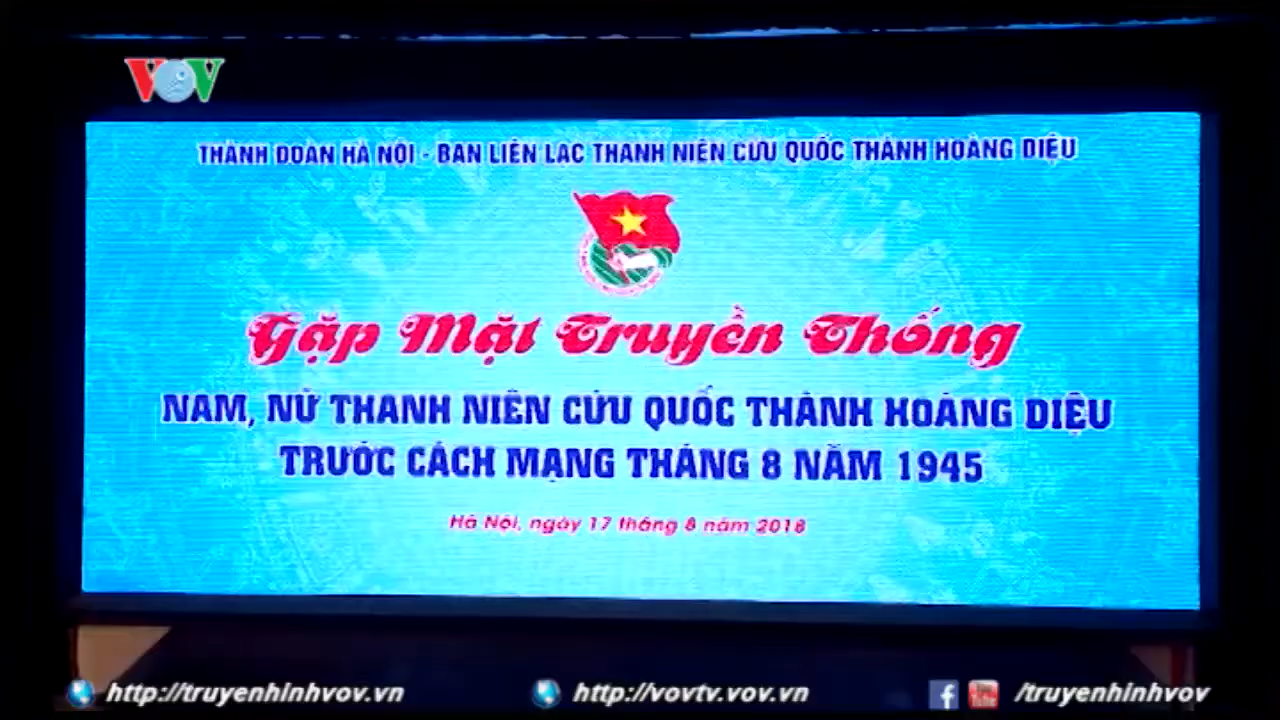 VOV
THÀNH ĐOÀN HÀ NỘI - BAN LIÊN LẠC THANH NIÊN CỨU QUỐC THÀNH HOÀNG DIỆU
Gặp Mặt Truyền Thống
NAM, NỮ THANH NIÊN CỨU QUỐC THÀNH HOÀNG DIỆU
TRƯỚC CÁCH MẠNG THÁNG 8 NĂM 1945
Hà Nội, ngày 17 tháng 8 năm 2018
http://truyenhinhvov.vn http://vovtv.vov.vn f You Tube /truyenhinhvov